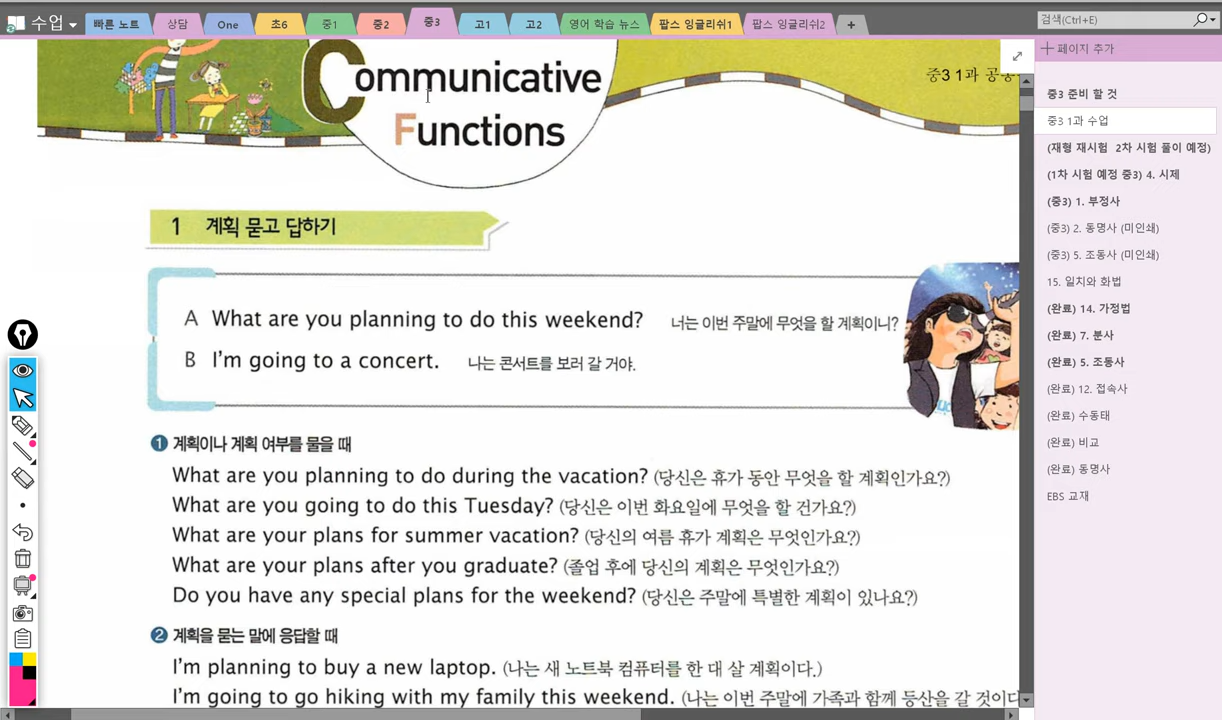 수업
빠른 노트
상담
One
초6
중1
중2
중3
고1
고2
영어 학습 뉴스
팝스 잉글리쉬1
팝스 잉글리쉬2
검색(Ctrl+E)
페이지 추가
중3 준비 할 것
중3 1과 수업
(재형 재시험 2차 시험 풀이 예정)
(1차 시험 예정 중3) 4. 시제
(중3) 1. 부정사
(중3) 2. 동명사 (미인쇄)
(중3) 5. 조동사 (미인쇄)
15. 일치와 화법
(완료) 14. 가정법
(완료) 7. 분사
(완료) 5. 조동사
(완료) 12. 접속사
(완료) 수동태
(완료) 비교
(완료) 동명사
EBS 교재
중3 1과 공
Communicative
Functions
1 계획 묻고 답하기
A What are you planning to do this weekend? 너는 이번 주말에 무엇을 할 계획이니?
B I'm going to a concert. 나는 콘서트를 보러 갈 거야.
1 계획이나 계획 여부를 물을 때
What are you planning to do during the vacation? (당신은 휴가 동안 무엇을 할 계획인가요?)
What are you going to do this Tuesday? (당신은 이번 화요일에 무엇을 할 건가요?)
What are your plans for summer vacation? (당신의 여름 휴가 계획은 무엇인가요?)
What are your plans after you graduate? (졸업 후에 당신의 계획은 무엇인가요?)
Do you have any special plans for the weekend? (당신은 주말에 특별한 계획이 있나요?)
2 계획을 묻는 말에 응답할 때
I'm planning to buy a new laptop. (나는 새 노트북 컴퓨터를 한 대 살 계획이다.)
I'm going to go hiking with my family this weekend. (나는 이번 주말에 가족과 함께 등산을 갈 것이다